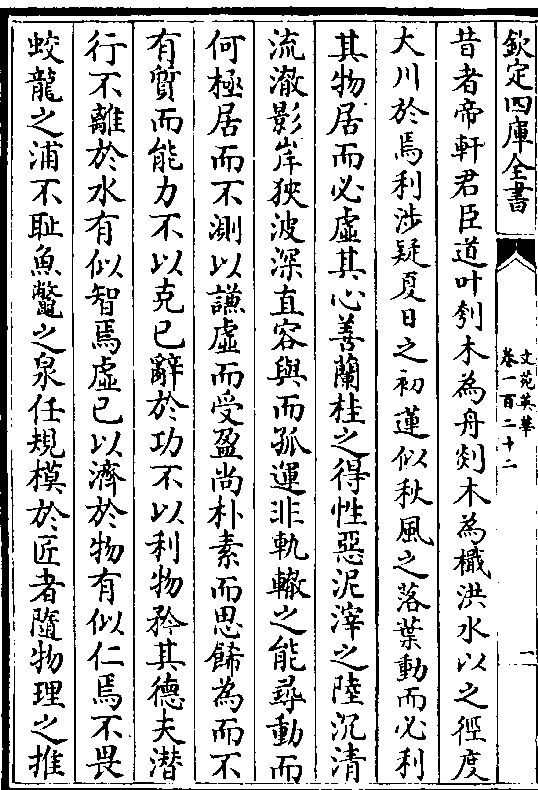 欽定四庫全書
文苑英華
卷一百二十二
二
昔者帝軒君臣道叶刳木為舟剡木為檝洪水以之徑度
大川於焉利涉疑夏日之初蓮似秋風之落葉動而必利
其物居而必虛其心善蘭桂之得性惡泥滓之陸沉清
流澈影岸狹波深直容與而孤運非軌轍之能尋動而
何極居而不測以謙虛而受盈尚朴素而思餙為而不
有質而能力不以克已辭於功不以利物矜其德夫潜
行不離於水有似智焉虛已以濟於物有似仁焉不畏
蛟龍之浦不耻魚鼈之泉任規模於匠者隨物理之推